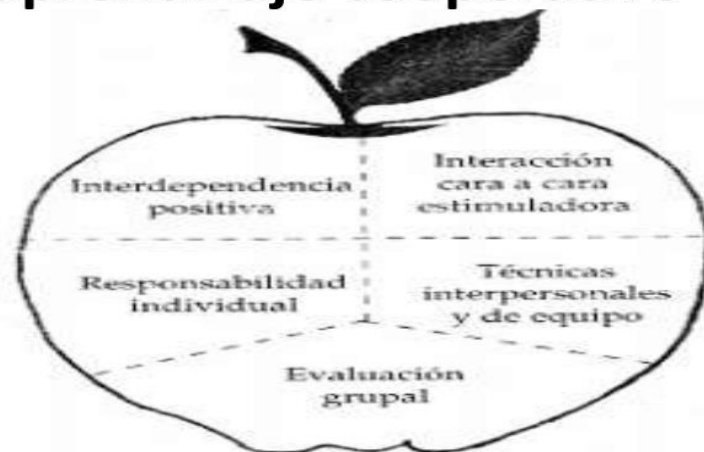 Interdependencia
positiva
Interacción
cara a cara
estimuladora
Responsabilidad
individual
Técnicas
interpersonales
y de equipo
Evaluación
grupal